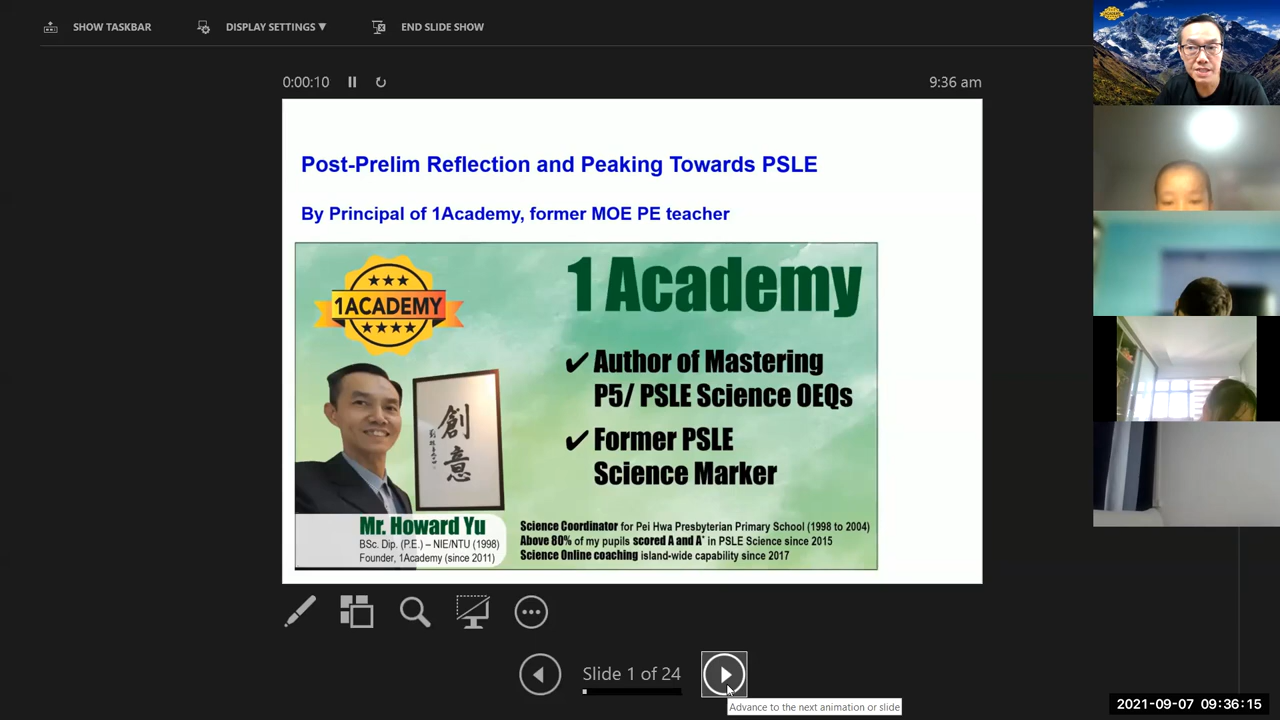 SHOW TASKBAR
DISPLAY SETTINGS ▼
END SLIDE SHOW
0:00:10
9:36 am
Post-Prelim Reflection and Peaking Towards PSLE
By Principal of 1Academy, former MOE PE teacher
1ACADEMY
1 Academy
✔ Author of Mastering
P5/ PSLE Science OEQs
✔ Former PSLE
Science Marker
創意
Mr. Howard Yu
BSc. Dip. (P.E.) – NIE/NTU (1998)
Founder, 1Academy (since 2011)
Science Coordinator for Pei Hwa Presbyterian Primary School (1998 to 2004)
Above 80% of my pupils scored A and A* in PSLE Science since 2015
Science Online coaching island-wide capability since 2017
Slide 1 of 24
Advance to the next animation or slide
2021-09-07 09:36:15